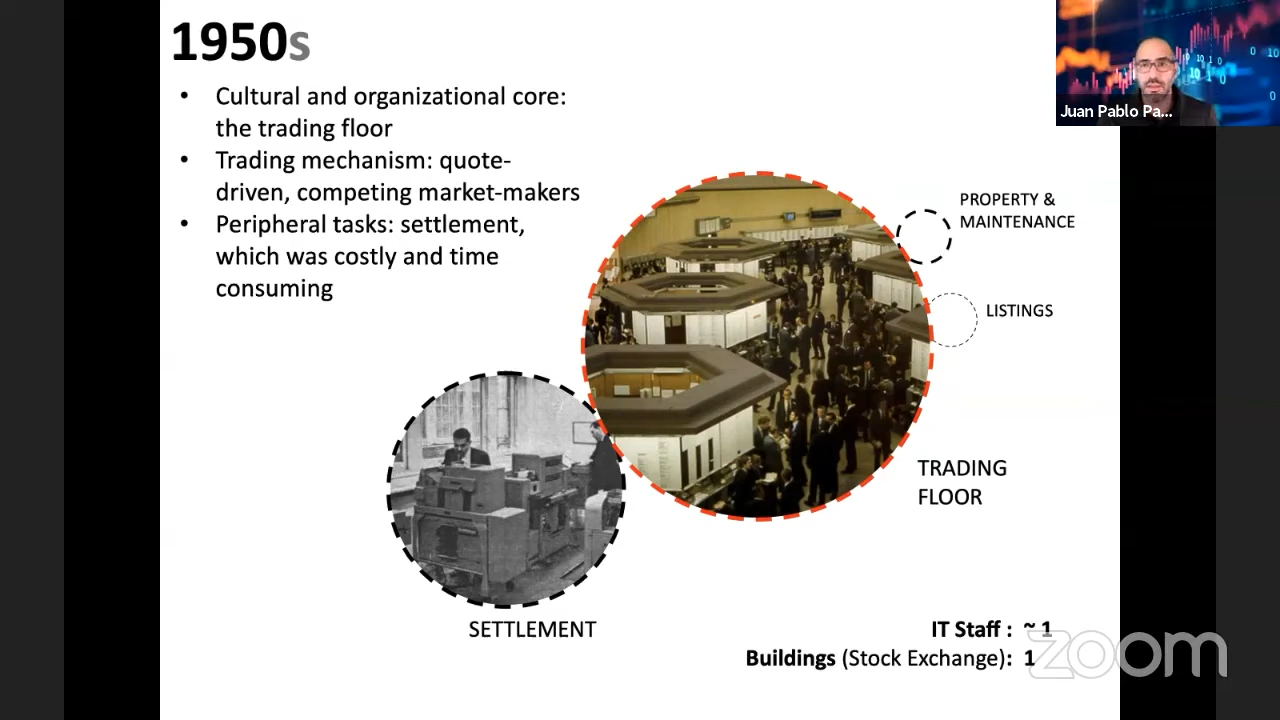 1950s
• Cultural and organizational core:
the trading floor
• Trading mechanism: quote-
driven, competing market-makers
• Peripheral tasks: settlement,
which was costly and time
consuming
Juan Pablo Pa...
PROPERTY &
MAINTENANCE
LISTINGS
TRADING
FLOOR
SETTLEMENT
IT Staff : ~ 1
Buildings (Stock Exchange): 1
zoom